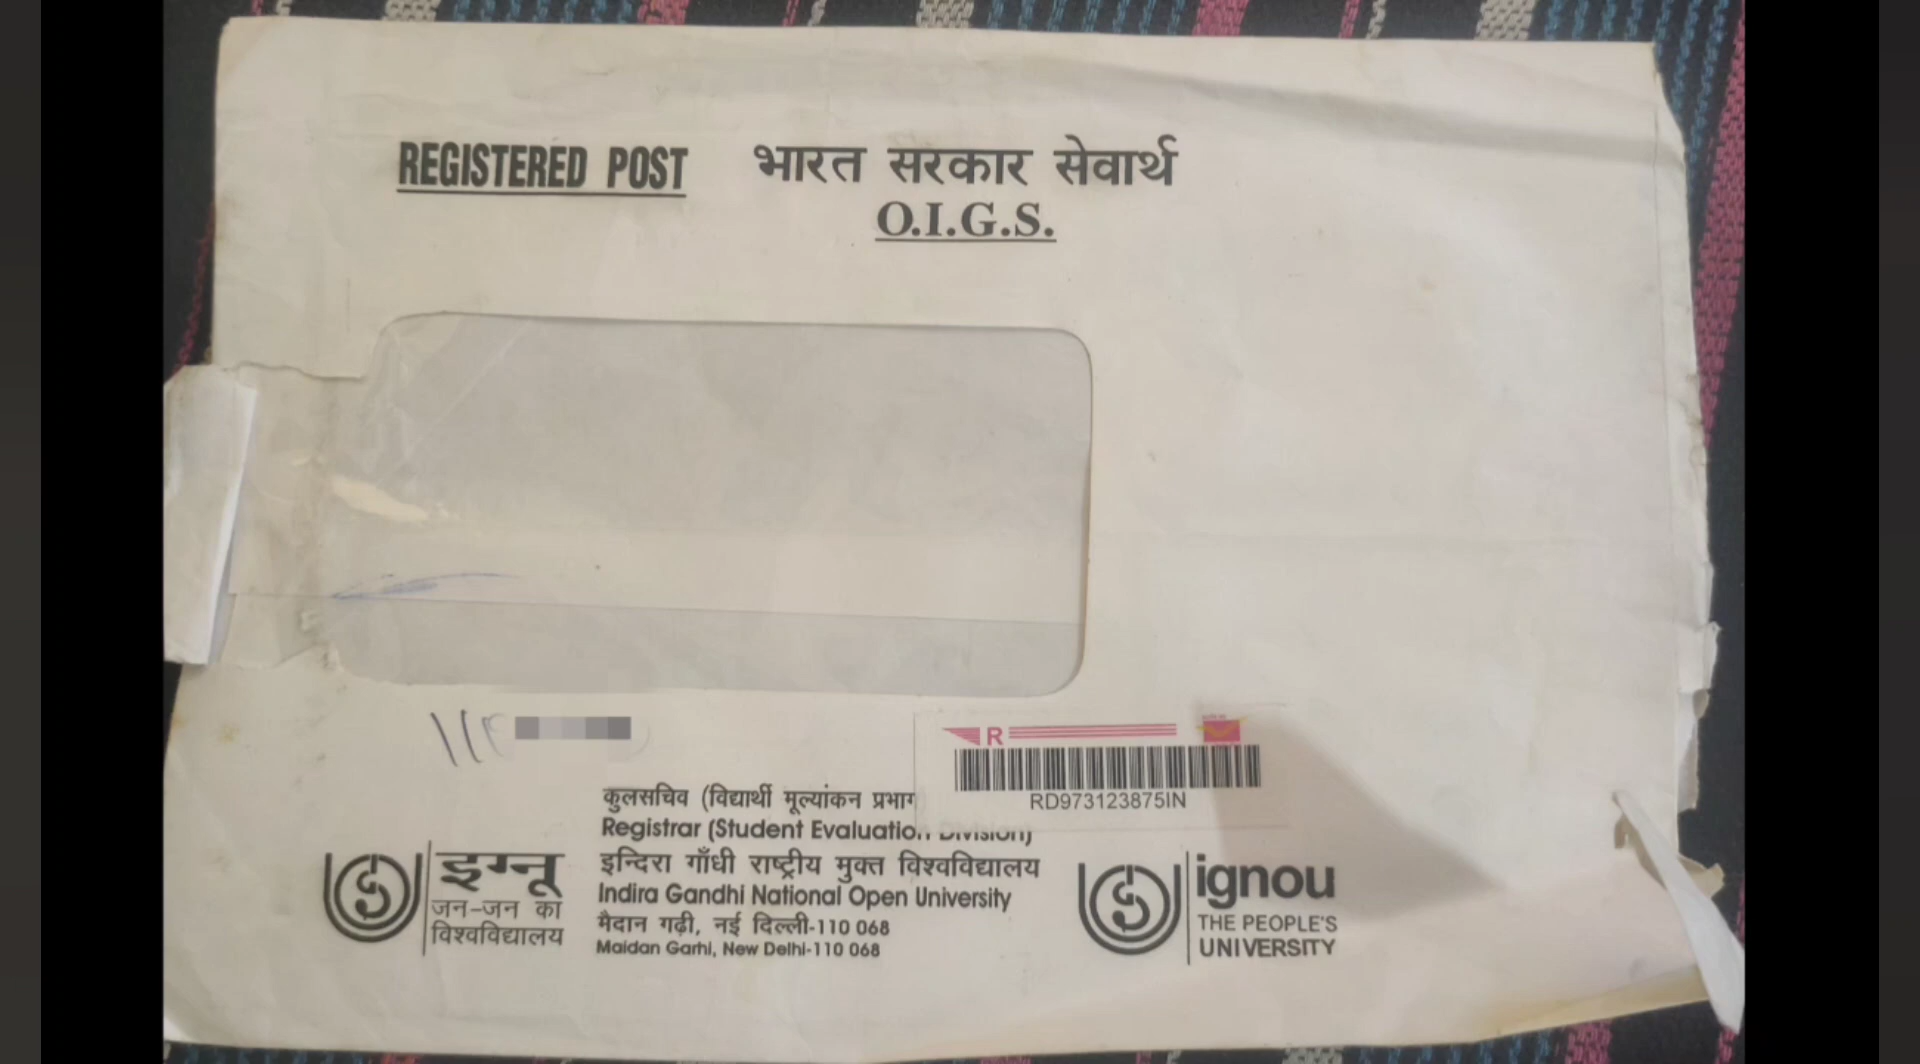 REGISTERED POST भारत सरकार सेवार्थ
O.I.G.S.
R
RD973123875IN
कुलसचिव (विद्यार्थी मूल्यांकन प्रभाग
Registrar (Student Evaluation Division)
इन्दिरा गाँधी राष्ट्रीय मुक्त विश्वविद्यालय
Indira Gandhi National Open University
मैदान गढ़ी, नई दिल्ली-110 068
Maidan Garhi, New Delhi-110 068
इग्नू
जन-जन का
विश्वविद्यालय
ignou
THE PEOPLE'S
UNIVERSITY